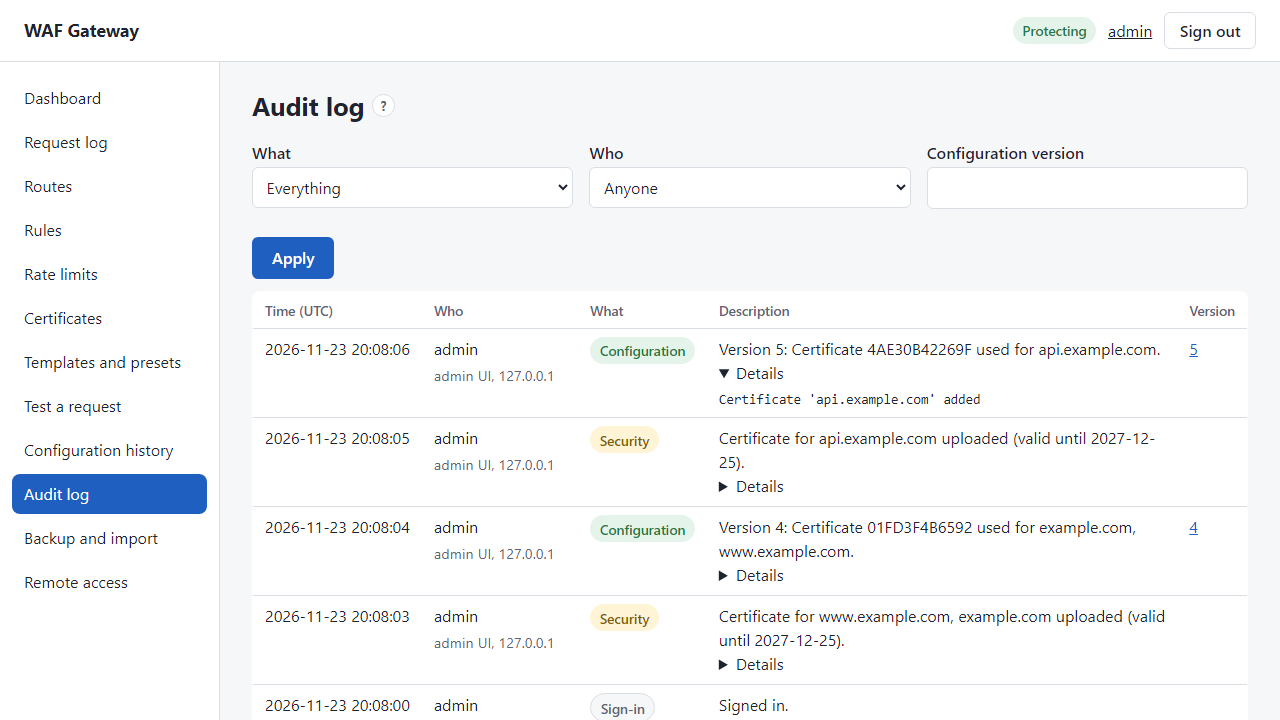 WAF Gateway
Protecting
admin
Sign out
Dashboard
Request log
Routes
Rules
Rate limits
Certificates
Templates and presets
Test a request
Configuration history
Audit log
Backup and import
Remote access
Audit log ?
What
Who
Configuration version
Everything
Anyone
Apply
Time (UTC) Who What Description Version
2026-11-23 20:08:06 admin Configuration Version 5: Certificate 4AE30B42269F used for api.example.com. 5
admin UI, 127.0.0.1
Details
Certificate 'api.example.com' added
2026-11-23 20:08:05 admin Security Certificate for api.example.com uploaded (valid until 2027-12-
admin UI, 127.0.0.1 25).
Details
2026-11-23 20:08:04 admin Configuration Version 4: Certificate 01FD3F4B6592 used for example.com, 4
admin UI, 127.0.0.1 www.example.com.
Details
2026-11-23 20:08:03 admin Security Certificate for www.example.com, example.com uploaded (valid
admin UI, 127.0.0.1 until 2027-12-25).
Details
2026-11-23 20:08:00 admin Sign-in Signed in.